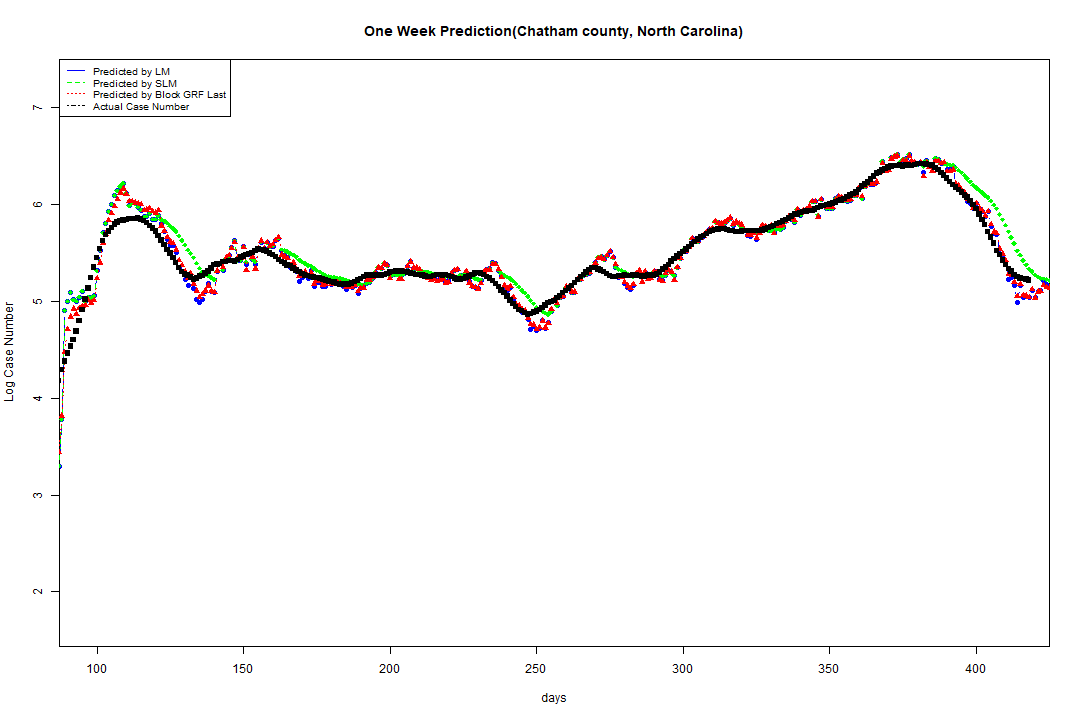 One Week Prediction(Chatham county, North Carolina)
Predicted by LM
Predicted by SLM
Predicted by Block GRF Last
Actual Case Number
7
6
5
4
3
2
Log Case Number
100 150 200 250 300 350 400
days